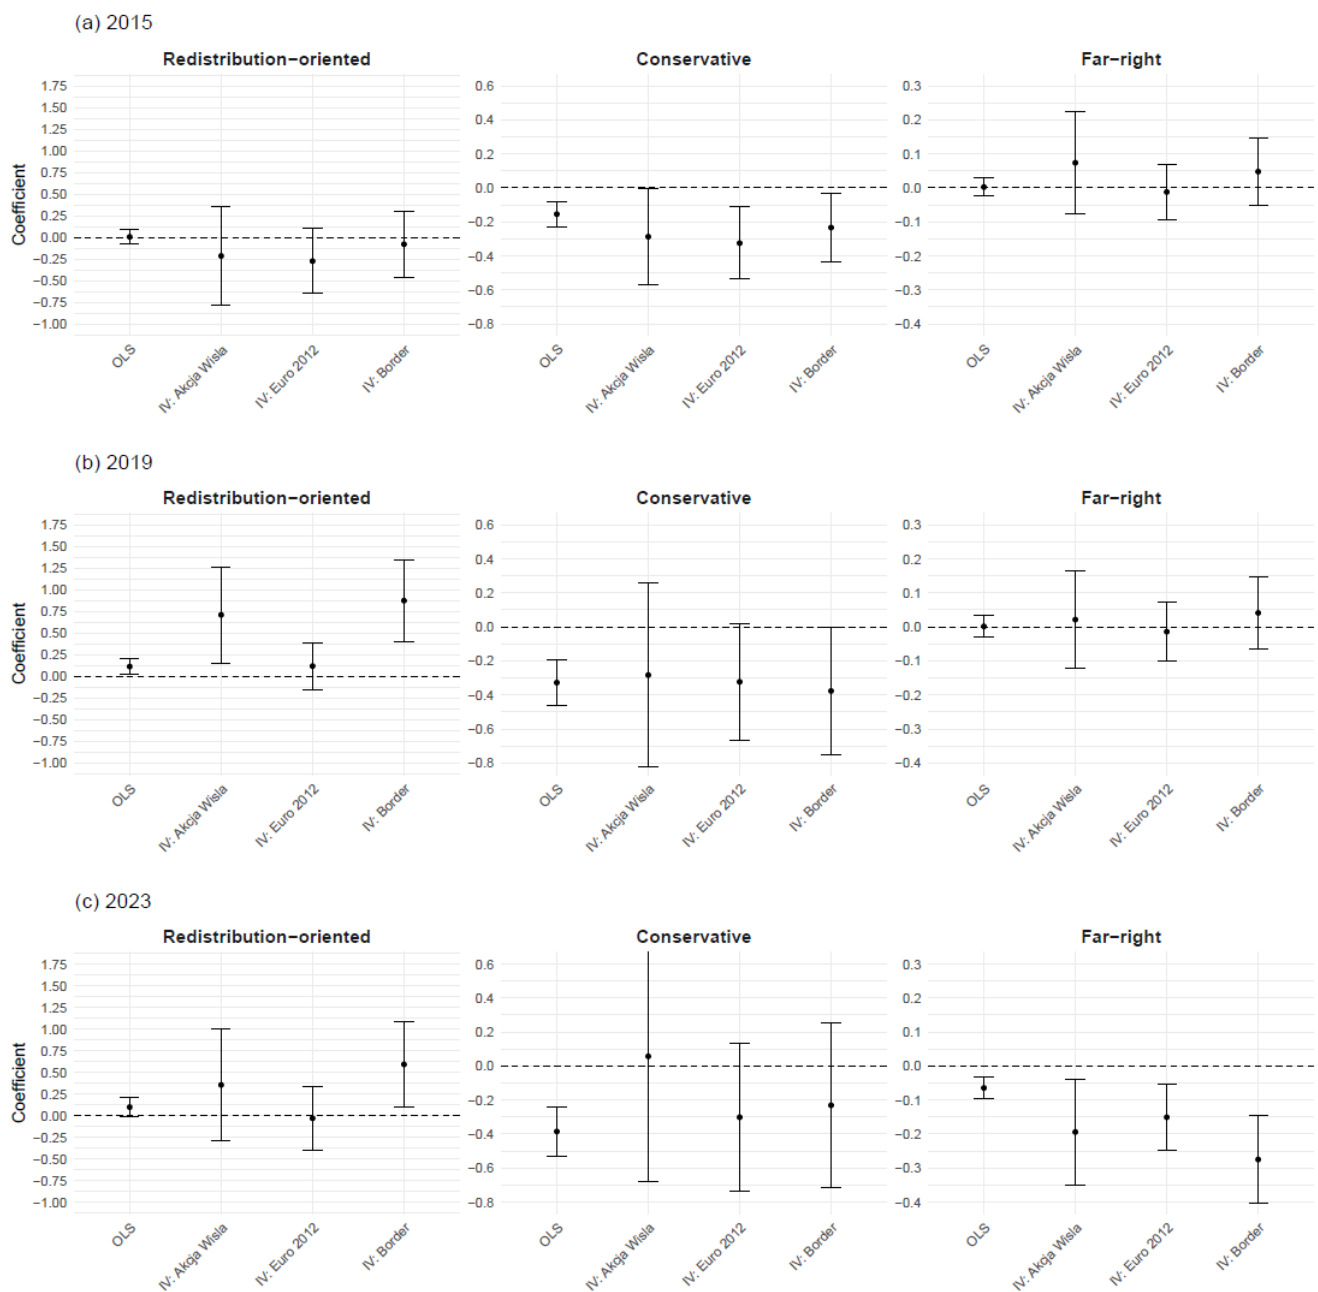 (a) 2015
Redistribution−oriented
Conservative
Far−right
Coefficient
1.75
1.50
1.25
1.00
0.75
0.50
0.25
0.00
−0.25
−0.50
−0.75
−1.00
0.6
0.4
0.2
0.0
−0.2
−0.4
−0.6
−0.8
0.3
0.2
0.1
0.0
−0.1
−0.2
−0.3
−0.4
OLS
IV: Akcja Wisla
IV: Euro 2012
IV: Border
OLS
IV: Akcja Wisla
IV: Euro 2012
IV: Border
OLS
IV: Akcja Wisla
IV: Euro 2012
IV: Border
(b) 2019
Redistribution−oriented
Conservative
Far−right
Coefficient
1.75
1.50
1.25
1.00
0.75
0.50
0.25
0.00
−0.25
−0.50
−0.75
−1.00
0.6
0.4
0.2
0.0
−0.2
−0.4
−0.6
−0.8
0.3
0.2
0.1
0.0
−0.1
−0.2
−0.3
−0.4
OLS
IV: Akcja Wisla
IV: Euro 2012
IV: Border
OLS
IV: Akcja Wisla
IV: Euro 2012
IV: Border
OLS
IV: Akcja Wisla
IV: Euro 2012
IV: Border
(c) 2023
Redistribution−oriented
Conservative
Far−right
Coefficient
1.75
1.50
1.25
1.00
0.75
0.50
0.25
0.00
−0.25
−0.50
−0.75
−1.00
0.6
0.4
0.2
0.0
−0.2
−0.4
−0.6
−0.8
0.3
0.2
0.1
0.0
−0.1
−0.2
−0.3
−0.4
OLS
IV: Akcja Wisla
IV: Euro 2012
IV: Border
OLS
IV: Akcja Wisla
IV: Euro 2012
IV: Border
OLS
IV: Akcja Wisla
IV: Euro 2012
IV: Border